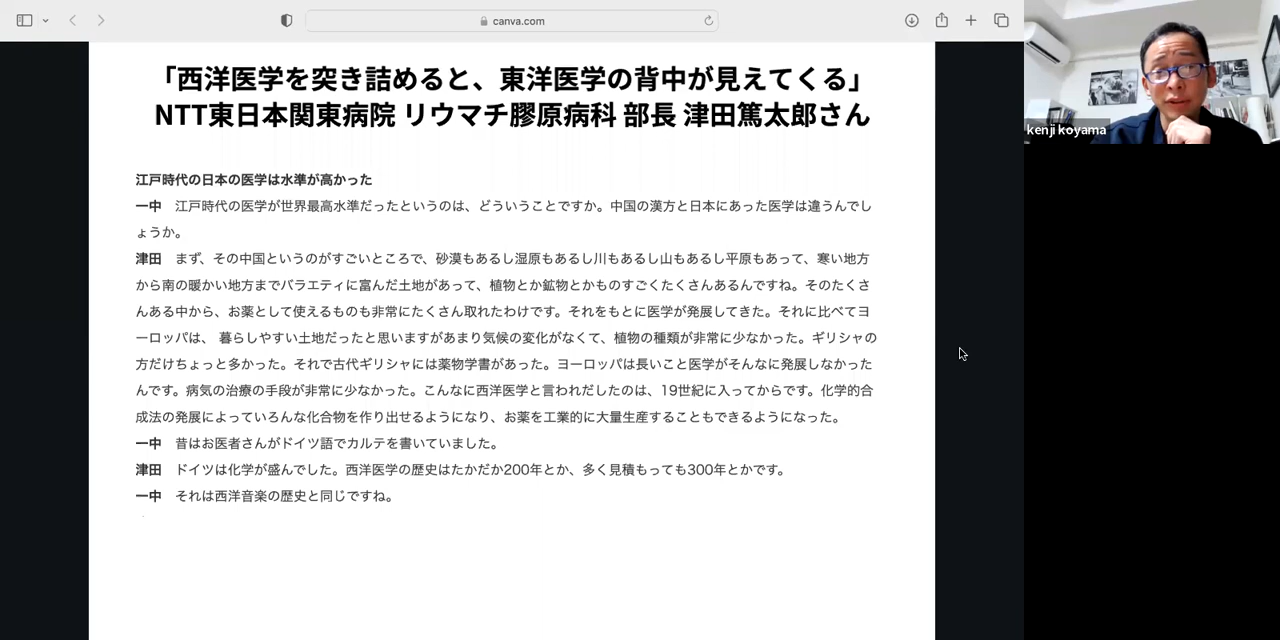 canva.com
「西洋医学を突き詰めると、東洋医学の背中が見えてくる」
NTT東日本関東病院 リウマチ膠原病科 部長 津田篤太郎さん
kenji koyama
江戸時代の日本の医学は水準が高かった
一中　江戸時代の医学が世界最高水準だったというのは、どういうことですか。中国の漢方と日本にあった医学は違うんでし
ょうか。
津田　まず、その中国というのがすごいところで、砂漠もあるし湿原もあるし川もあるし山もあるし平原もあって、寒い地方
から南の暖かい地方までバラエティに富んだ土地があって、植物とか鉱物とかものすごくたくさんあるんですね。そのたくさ
んある中から、お薬として使えるものも非常にたくさん取れたわけです。それをもとに医学が発展してきた。それに比べてヨ
ーロッパは、 暮らしやすい土地だったと思いますがあまり気候の変化がなくて、植物の種類が非常に少なかった。ギリシャの
方だけちょっと多かった。それで古代ギリシャには薬物学書があった。ヨーロッパは長いこと医学がそんなに発展しなかった
んです。病気の治療の手段が非常に少なかった。こんなに西洋医学と言われだしたのは、19世紀に入ってからです。化学的合
成法の発展によっていろんな化合物を作り出せるようになり、お薬を工業的に大量生産することもできるようになった。
一中　昔はお医者さんがドイツ語でカルテを書いていました。
津田　ドイツは化学が盛んでした。西洋医学の歴史はたかだか200年とか、多く見積もっても300年とかです。
一中　それは西洋音楽の歴史と同じですね。